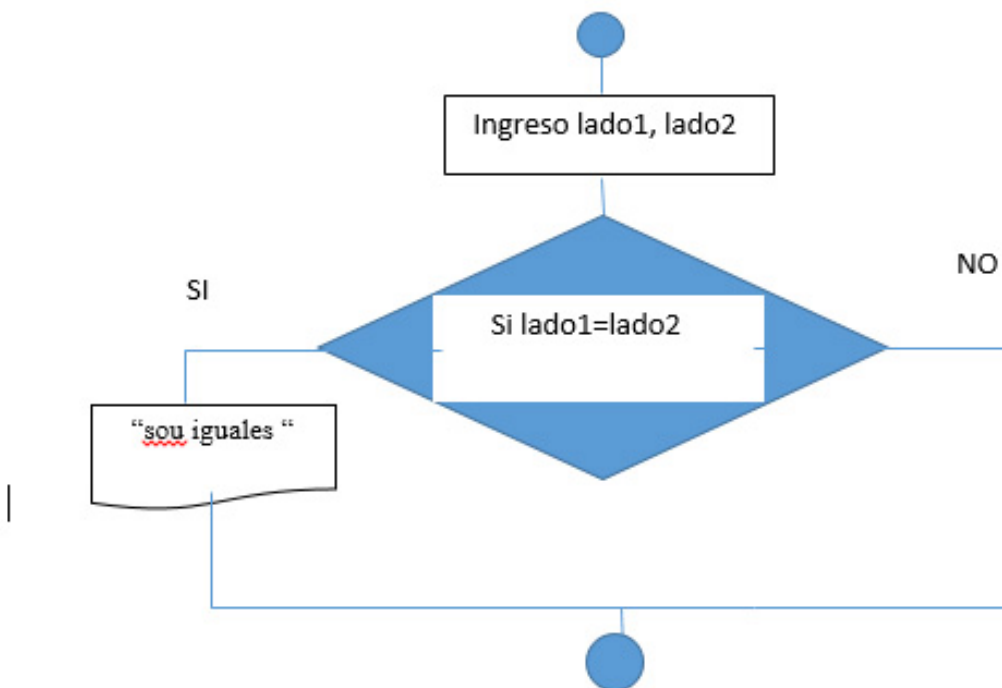 Ingreso lado1, lado2
SI
NO
Si lado1=lado2
“sou iguales “